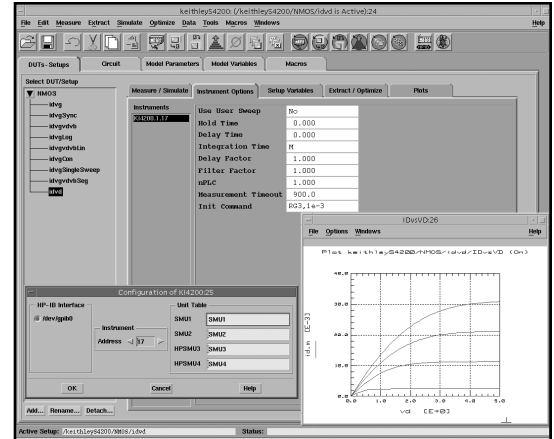 keithleyS4200: (/keithleyS4200/NMOS/idvd is Active):24
File Edit Measure Extract Simulate Optimize Data Tools Macros Windows Help
DUTs-Setups Circuit Model Parameters Model Variables Macros
Select DUT/Setup
NMOS
idvg
idvgSync
idvgvdvb
idvgLog
idvgvdvbLin
idvgCon
idvgSingleSweep
idvgvdvbSeg
idvd
Measure / Simulate Instrument Options Setup Variables Extract / Optimize Plots
Instruments
KI4200.1.17
Use User Sweep No
Hold Time 0.000
Delay Time 0.000
Integration Time M
Delay Factor 1.000
Filter Factor 1.000
nPLC 1.000
Measurement Timeout 900.0
Init Command RG3,1e-3
IDvsVD:26
File Options Windows Help
Plot keithleyS4200/NMOS/idvd/IDvsVD (On)
40.0
30.0
20.0
10.0
0.0
id.m [E-3]
0.0 1.0 2.0 3.0 4.0 5.0
vd [E+0]
Configuration of KI4200:25
HP-IB Interface
/dev/gpib0
Instrument
Address 17
Unit Table
SMU1 SMU1
SMU2 SMU2
HPSMU3 SMU3
HPSMU4 SMU4
OK Cancel Help
Add... Rename... Detach...
Active Setup: /keithleyS4200/NMOS/idvd Status: